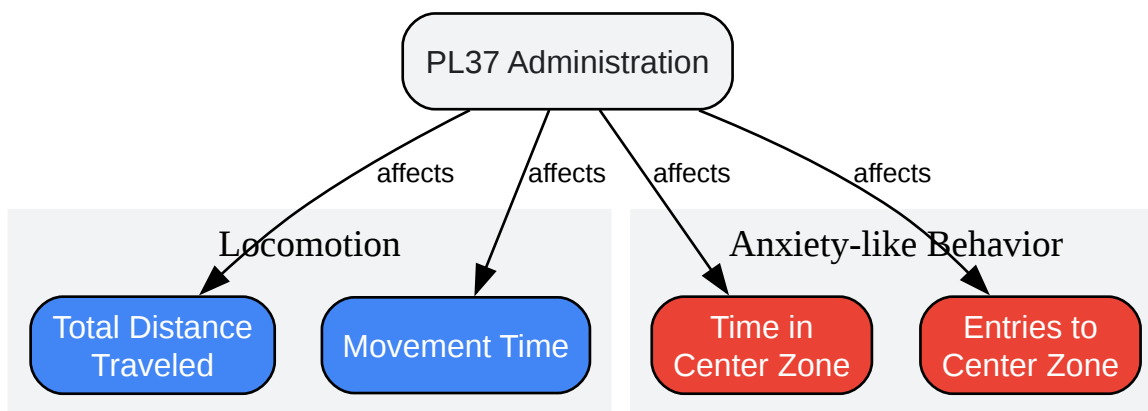 PL37 Administration
affects affects affects affects
Locomotion
Anxiety-like Behavior
Total Distance
Traveled
Movement Time
Time in
Center Zone
Entries to
Center Zone